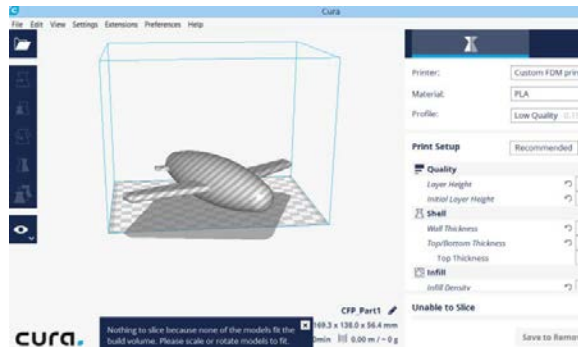 Cura
File Edit View Settings Extensions Preferences Help
Printer: Custom FDM prin
Material: PLA
Profile: Low Quality
Print Setup Recommended
Quality
Layer Height
Initial Layer Height
Shell
Wall Thickness
Top/Bottom Thickness
Top Thickness
Infill
Infill Density
CFP_Part1
169.3 x 138.0 x 56.4 mm
0min 0.00 m / ~ 0 g
Nothing to slice because none of the models fit the
build volume. Please scale or rotate models to fit.
Unable to Slice
Save to Remov
cura.